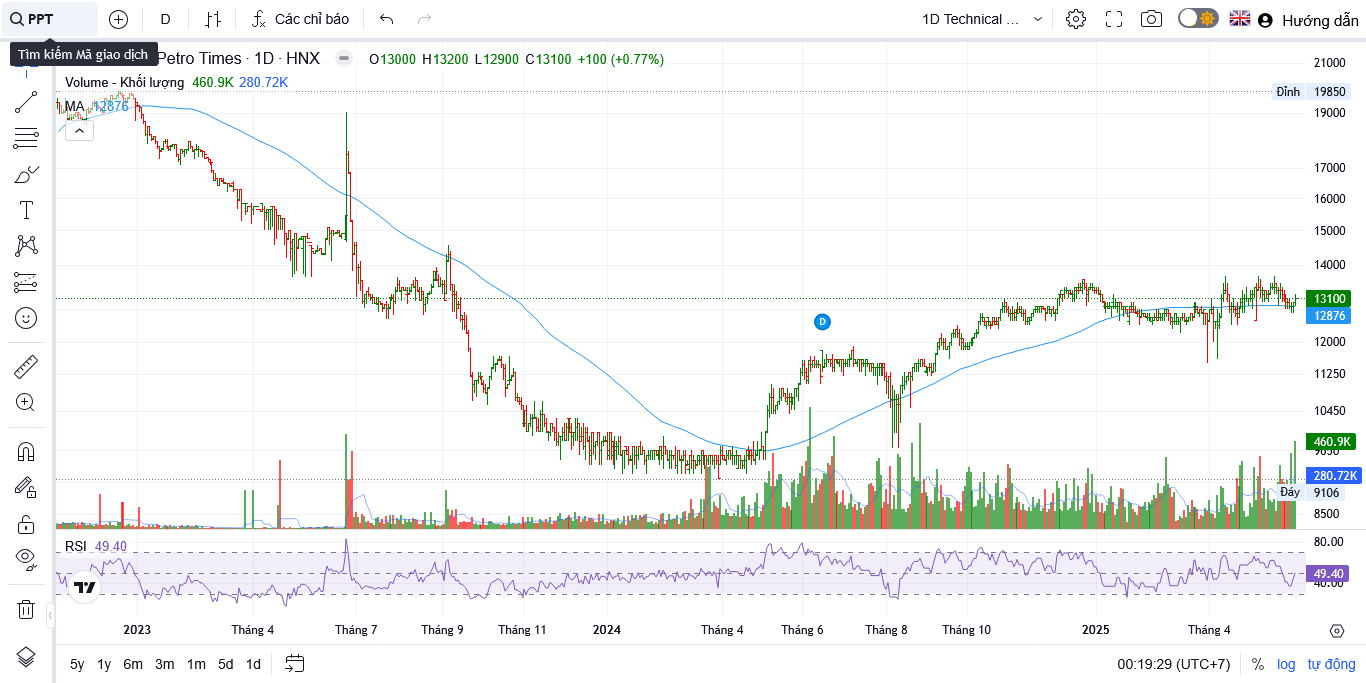 PPT
D
Các chỉ báo
1D Technical ...
Hướng dẫn
Tìm kiếm Mã giao dịch
Petro Times · 1D · HNX
O13000 H13200 L12900 C13100 +100 (+0.77%)
Volume - Khối lượng 460.9K 280.72K
MA 12876
21000
Đỉnh 19850
19000
17000
16000
15000
14000
13100
12876
12000
11250
10450
460.9K
9650
280.72K
Đáy 9106
8500
D
RSI 49.40
80.00
49.40
40.00
2023 Tháng 4 Tháng 7 Tháng 9 Tháng 11 2024 Tháng 4 Tháng 6 Tháng 8 Tháng 10 2025 Tháng 4
5y 1y 6m 3m 1m 5d 1d
00:19:29 (UTC+7) % log tự động